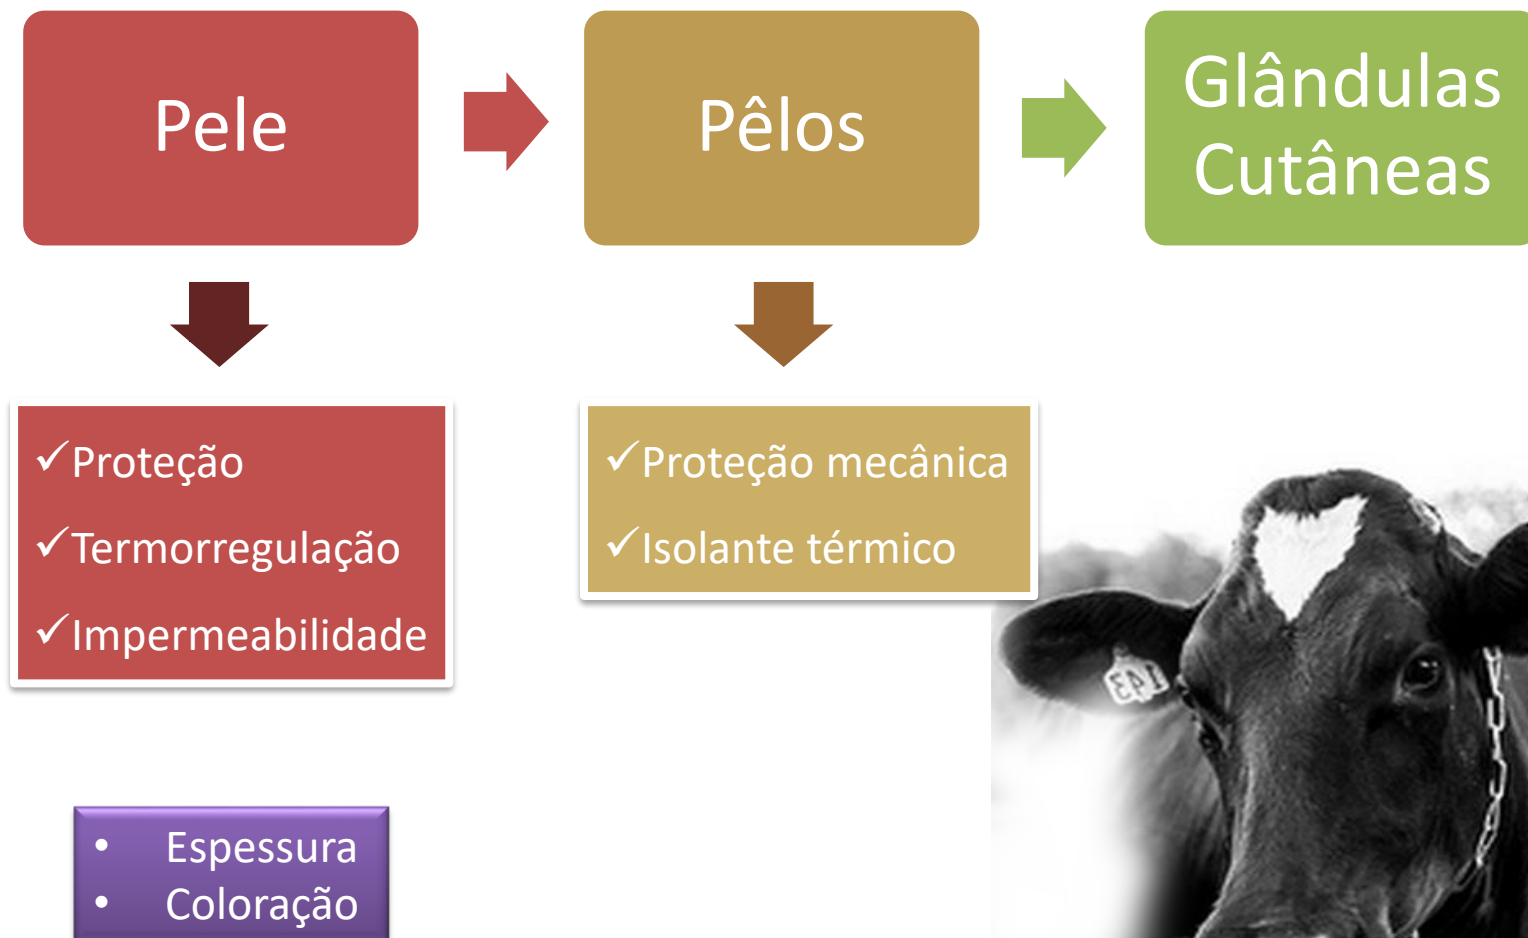 Pele
Pêlos
Glândulas
Cutâneas
✓Proteção
✓Termorregulação
✓Impermeabilidade
✓Proteção mecânica
✓Isolante térmico
• Espessura
• Coloração